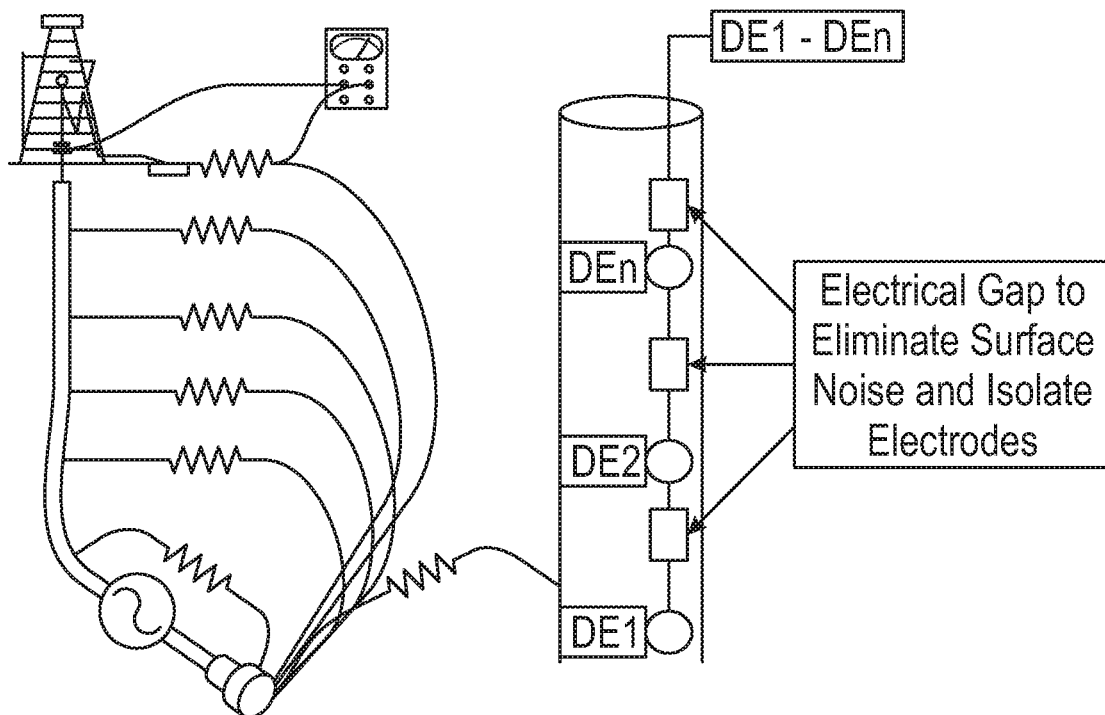 DE1 - DEn
DEn
Electrical Gap to
Eliminate Surface
Noise and Isolate
Electrodes
DE2
DE1